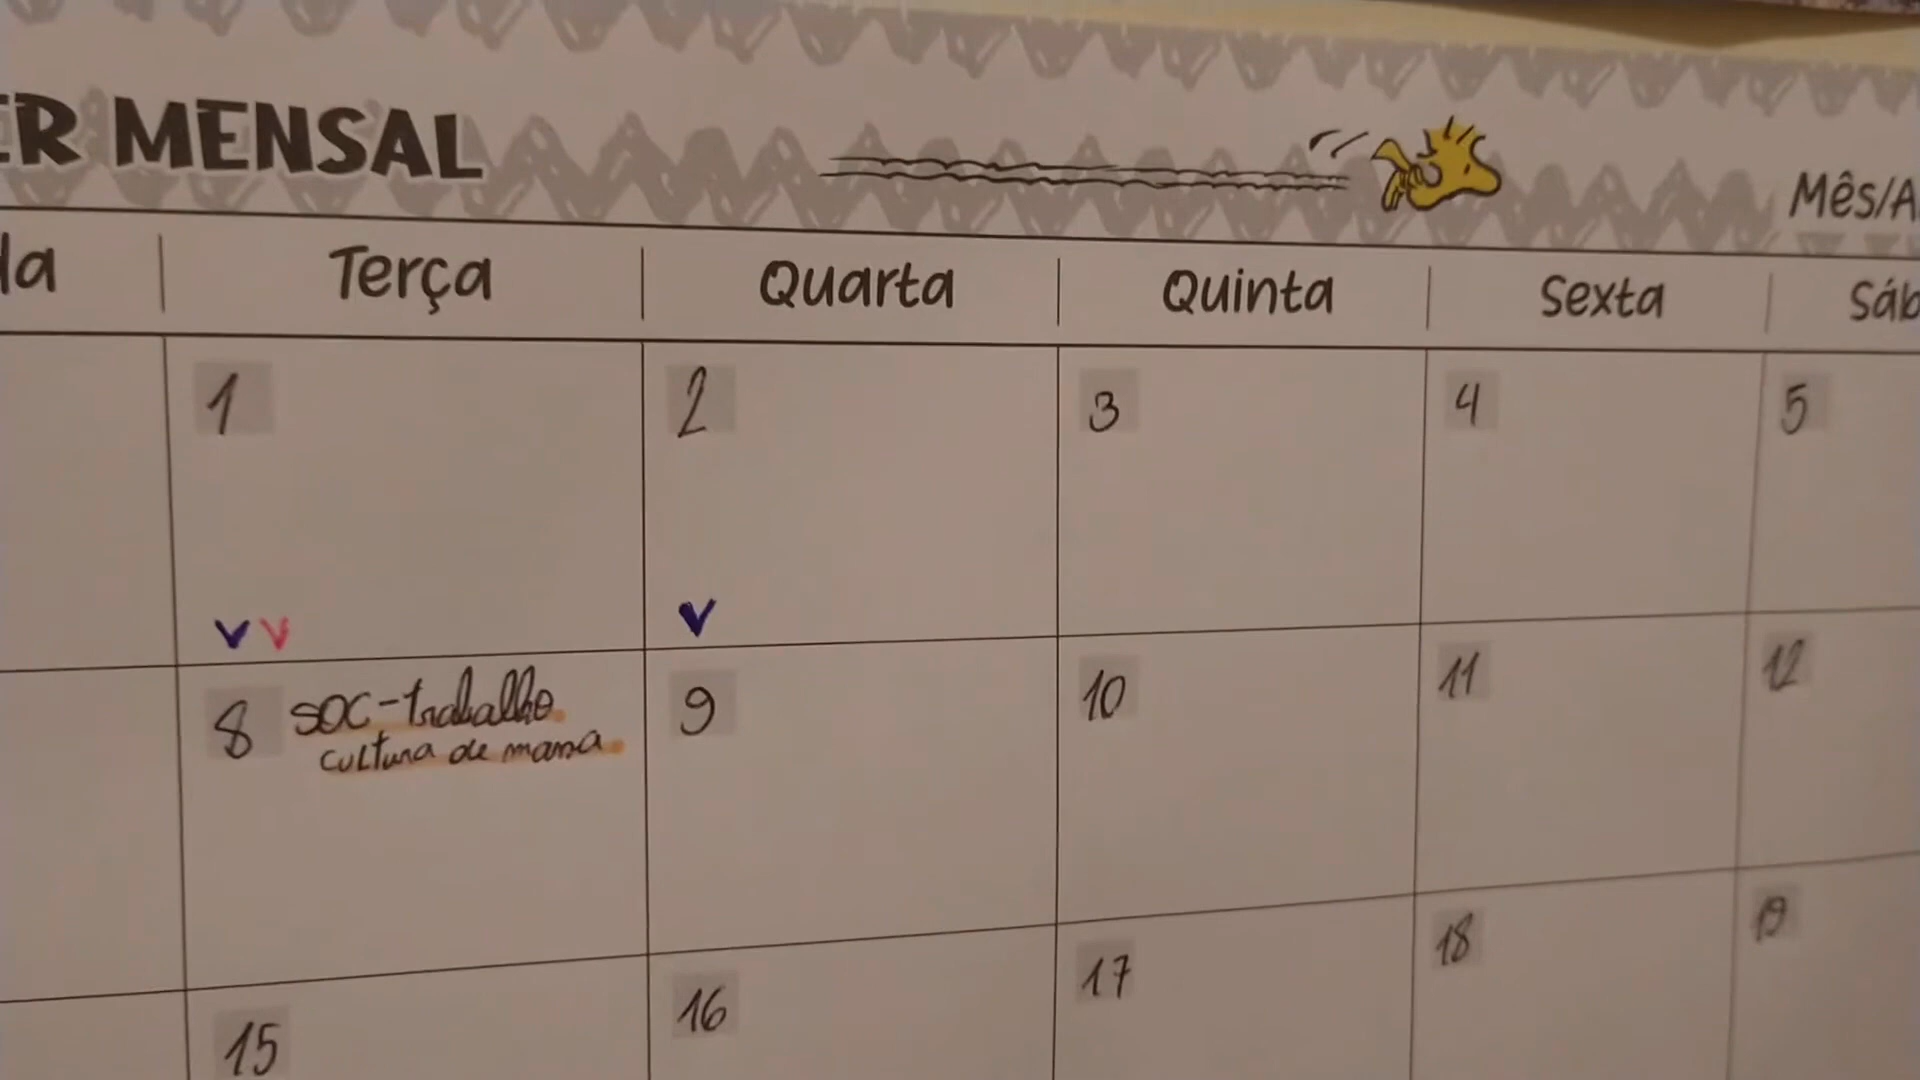 ER MENSAL
Mês/A
da
Terça
Quarta
Quinta
Sexta
Sáb
1
2
3
4
5
8 SOC-trabalho
cultura de massa
9
10
11
12
15
16
17
18
19